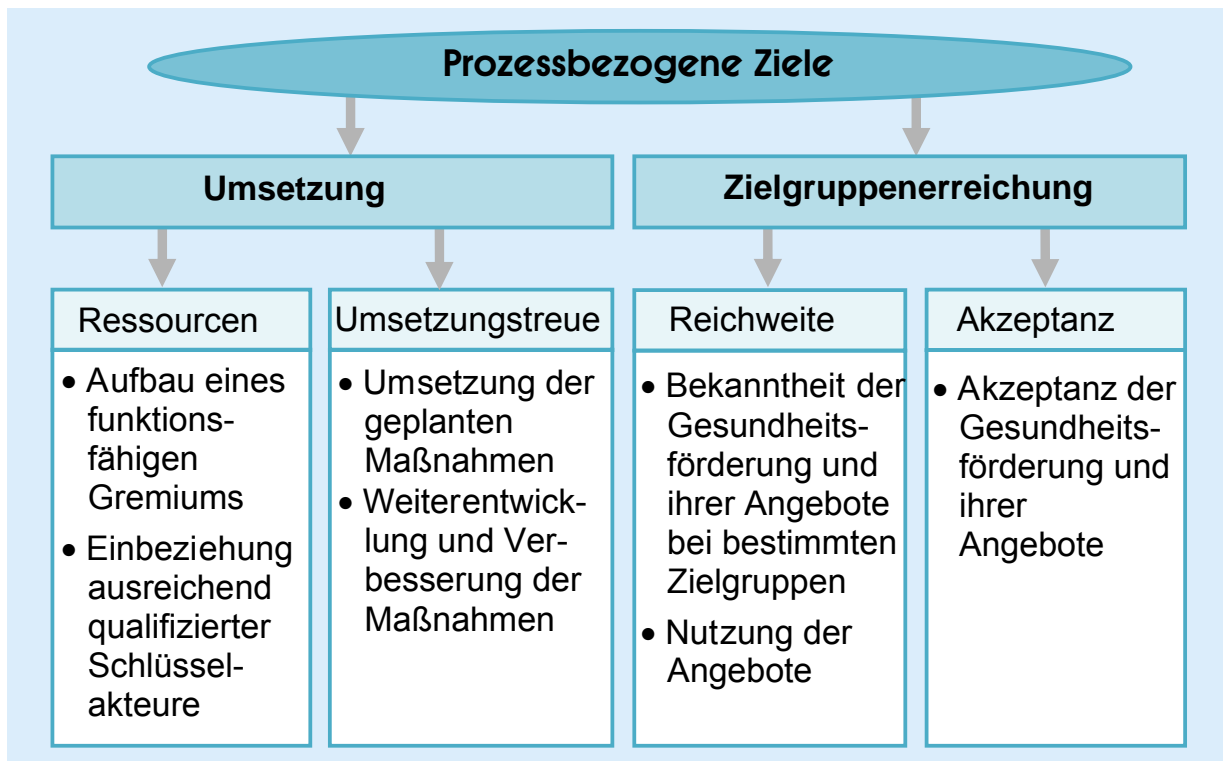 Prozessbezogene Ziele
Umsetzung
Zielgruppenerreichung
Ressourcen
• Aufbau eines
funktions-
fähigen
Gremiums
• Einbeziehung
ausreichend
qualifizierter
Schlüssel-
akteure
Umsetzungstreue
• Umsetzung der
geplanten
Maßnahmen
• Weiterentwick-
lung und Ver-
besserung der
Maßnahmen
Reichweite
• Bekanntheit der
Gesundheits-
förderung und
ihrer Angebote
bei bestimmten
Zielgruppen
• Nutzung der
Angebote
Akzeptanz
• Akzeptanz der
Gesundheits-
förderung und
ihrer
Angebote